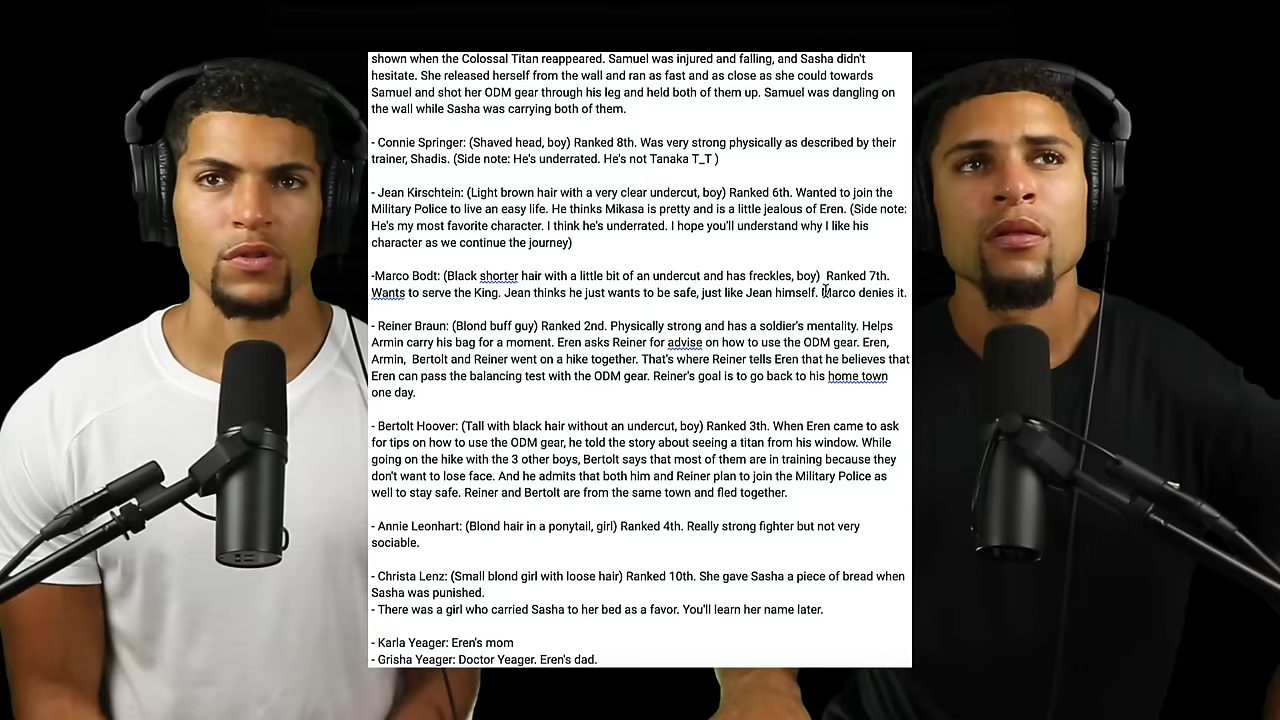 shown when the Colossal Titan reappeared. Samuel was injured and falling, and Sasha didn't
hesitate. She released herself from the wall and ran as fast and as close as she could towards
Samuel and shot her ODM gear through his leg and held both of them up. Samuel was dangling on
the wall while Sasha was carrying both of them.
- Connie Springer: (Shaved head, boy) Ranked 8th. Was very strong physically as described by their
trainer, Shadis. (Side note: He's underrated. He's not Tanaka T_T )
- Jean Kirschtein: (Light brown hair with a very clear undercut, boy) Ranked 6th. Wanted to join the
Military Police to live an easy life. He thinks Mikasa is pretty and is a little jealous of Eren. (Side note:
He's my most favorite character. I think he's underrated. I hope you'll understand why I like his
character as we continue the journey)
-Marco Bodt: (Black shorter hair with a little bit of an undercut and has freckles, boy)  Ranked 7th.
Wants to serve the King. Jean thinks he just wants to be safe, just like Jean himself. Marco denies it.
- Reiner Braun: (Blond buff guy) Ranked 2nd. Physically strong and has a soldier's mentality. Helps
Armin carry his bag for a moment. Eren asks Reiner for advise on how to use the ODM gear. Eren,
Armin,  Bertolt and Reiner went on a hike together. That's where Reiner tells Eren that he believes that
Eren can pass the balancing test with the ODM gear. Reiner's goal is to go back to his home town
one day.
- Bertolt Hoover: (Tall with black hair without an undercut, boy) Ranked 3th. When Eren came to ask
for tips on how to use the ODM gear, he told the story about seeing a titan from his window. While
going on the hike with the 3 other boys, Bertolt says that most of them are in training because they
don't want to lose face. And he admits that both him and Reiner plan to join the Military Police as
well to stay safe. Reiner and Bertolt are from the same town and fled together.
- Annie Leonhart: (Blond hair in a ponytail, girl) Ranked 4th. Really strong fighter but not very
sociable.
- Christa Lenz: (Small blond girl with loose hair) Ranked 10th. She gave Sasha a piece of bread when
Sasha was punished.
- There was a girl who carried Sasha to her bed as a favor. You'll learn her name later.
- Karla Yeager: Eren's mom
- Grisha Yeager: Doctor Yeager. Eren's dad.